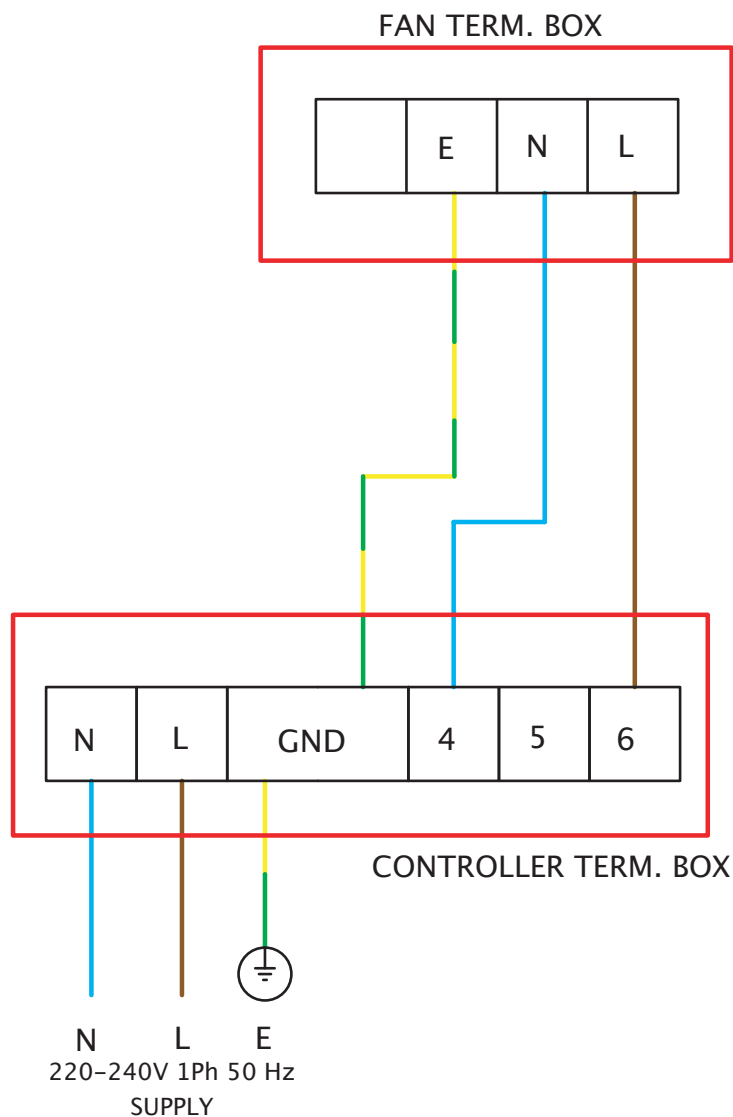 FAN TERM. BOX
E N L
N L GND 4 5 6
CONTROLLER TERM. BOX
N L E
220-240V 1Ph 50 Hz
SUPPLY